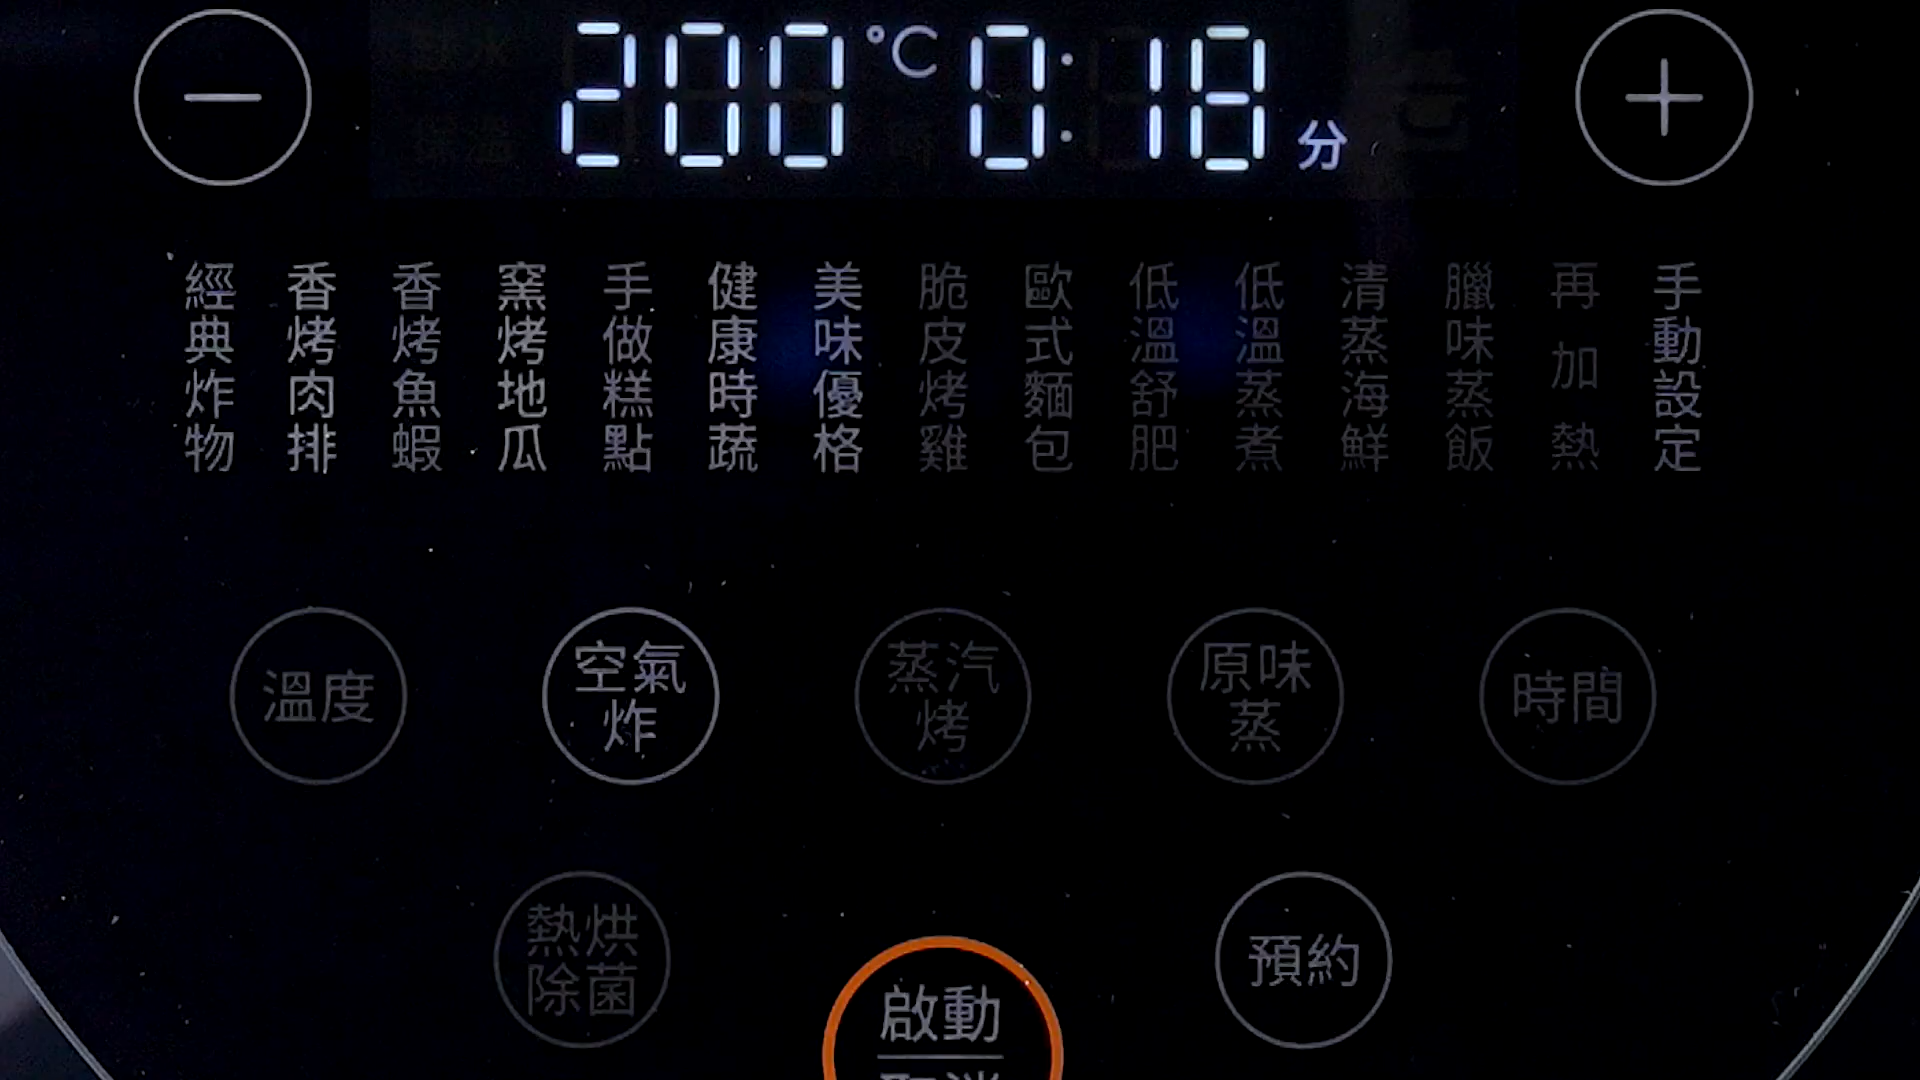 − 200 °C 0:18 分 +
經典炸物
香烤肉排
香烤魚蝦
窯烤地瓜
手做糕點
健康時蔬
美味優格
脆皮烤雞
歐式麵包
低溫舒肥
低溫蒸煮
清蒸海鮮
臘味蒸飯
再加熱
手動設定
溫度
空氣
炸
蒸汽
烤
原味
蒸
時間
熱烘
除菌
啟動
預約